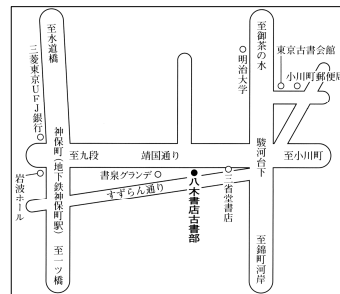 至水道橋
三菱東京UFJ銀行
神保町(地下鉄神保町駅)
至一ツ橋
岩波ホール
至九段
靖国通り
書泉グランデ
すずらん通り
八木書店古書部
三省堂書店
明治大学
至御茶の水
東京古書会館
小川町郵便局
駿河台下
至小川町
至錦町河岸